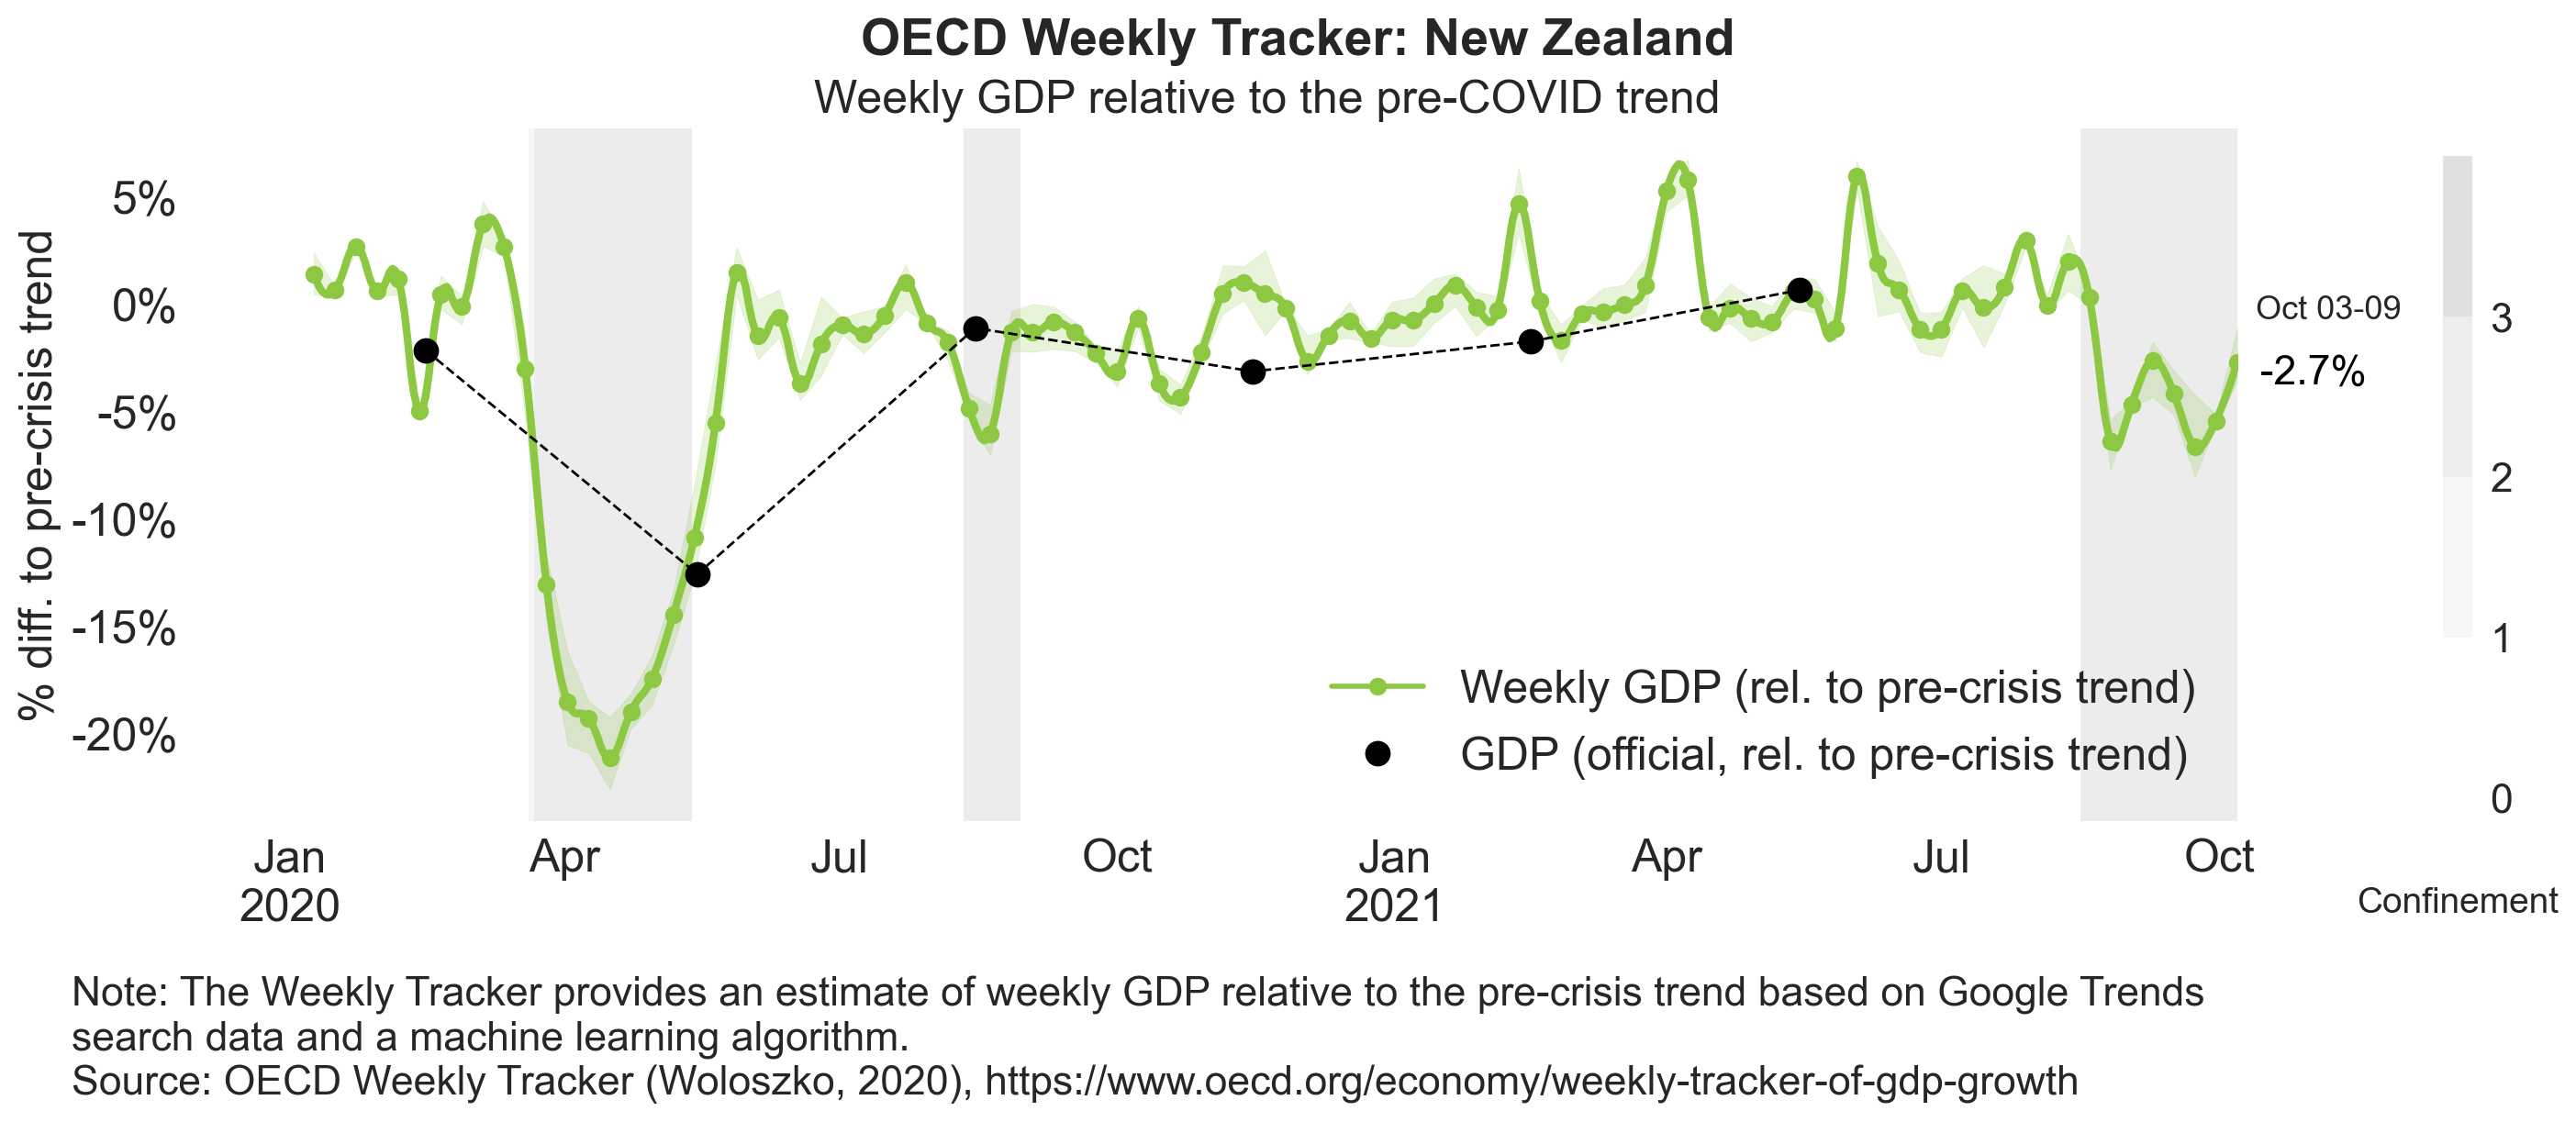 OECD Weekly Tracker: New Zealand
Weekly GDP relative to the pre-COVID trend
% diff. to pre-crisis trend
5%
0%
-5%
-10%
-15%
-20%
Oct 03-09
-2.7%
3
2
1
0
Confinement
Weekly GDP (rel. to pre-crisis trend)
GDP (official, rel. to pre-crisis trend)
Jan Apr Jul Oct Jan Apr Jul Oct
2020 2021
Note: The Weekly Tracker provides an estimate of weekly GDP relative to the pre-crisis trend based on Google Trends
search data and a machine learning algorithm.
Source: OECD Weekly Tracker (Woloszko, 2020), https://www.oecd.org/economy/weekly-tracker-of-gdp-growth